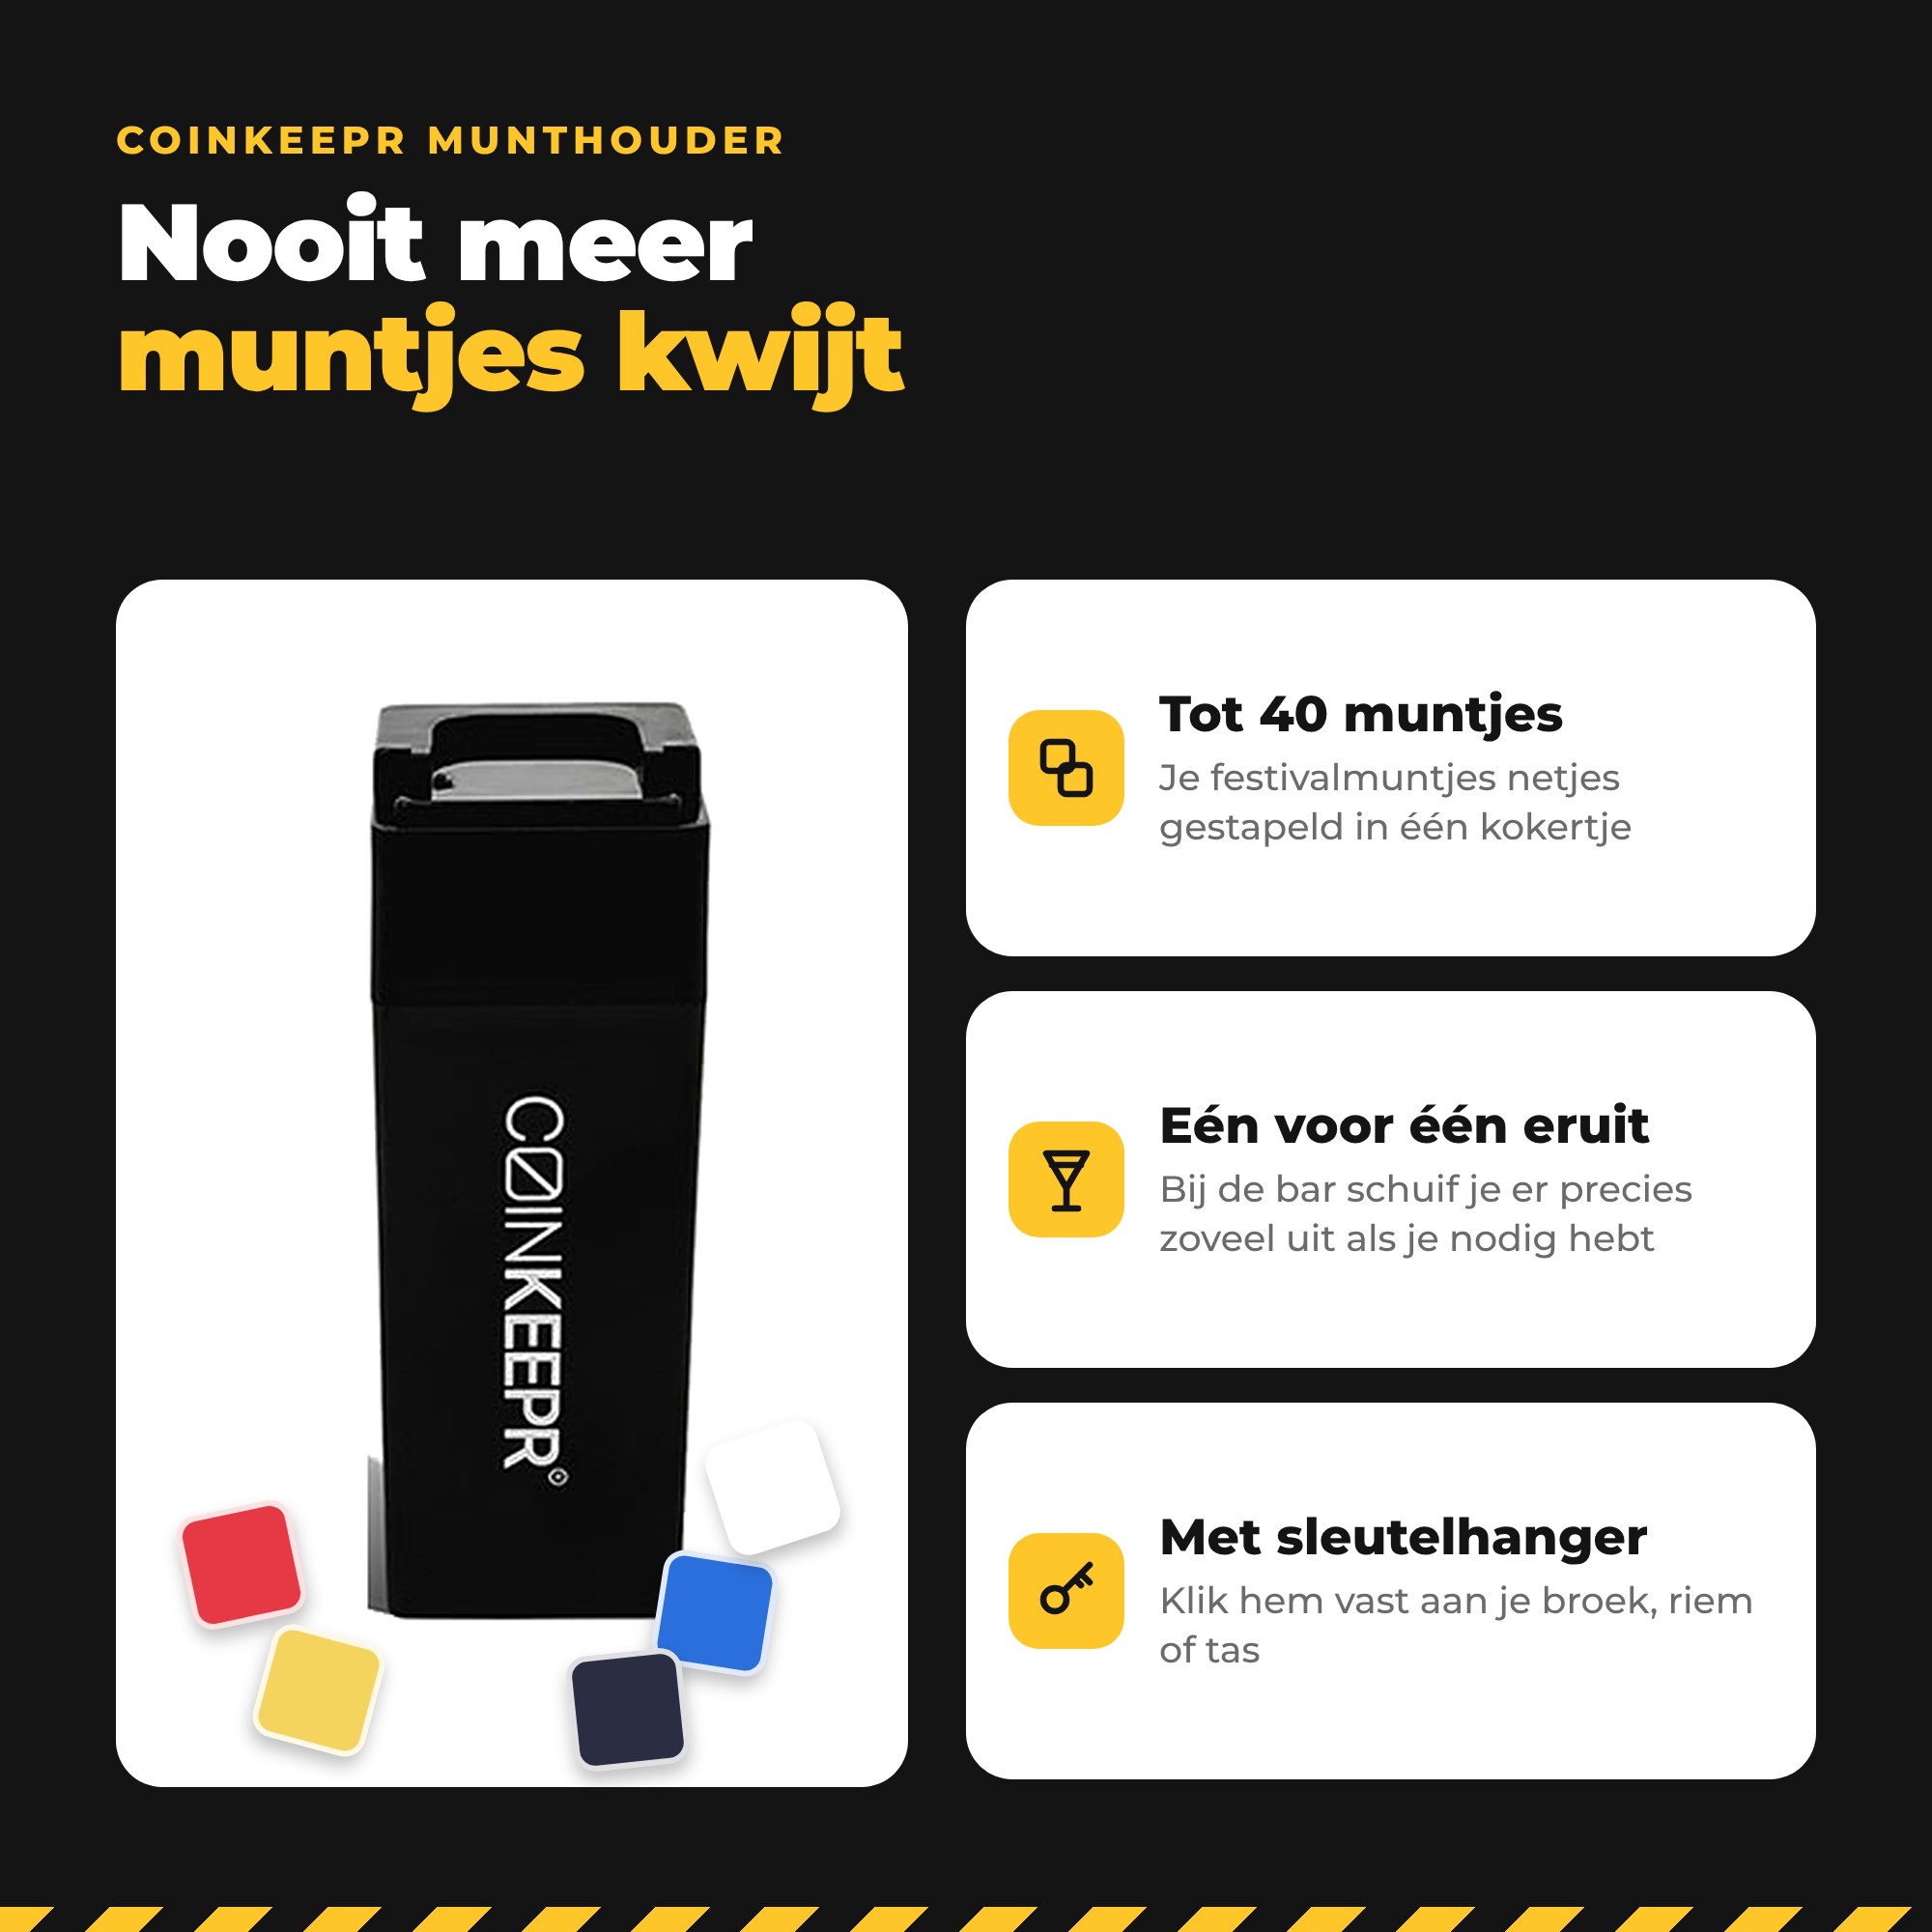 COINKEEPR MUNTHOUDER
Nooit meer
muntjes kwijt
COINKEEPR®
Tot 40 muntjes
Je festivalmuntjes netjes
gestapeld in één kokertje
Eén voor één eruit
Bij de bar schuif je er precies
zoveel uit als je nodig hebt
Met sleutelhanger
Klik hem vast aan je broek, riem
of tas